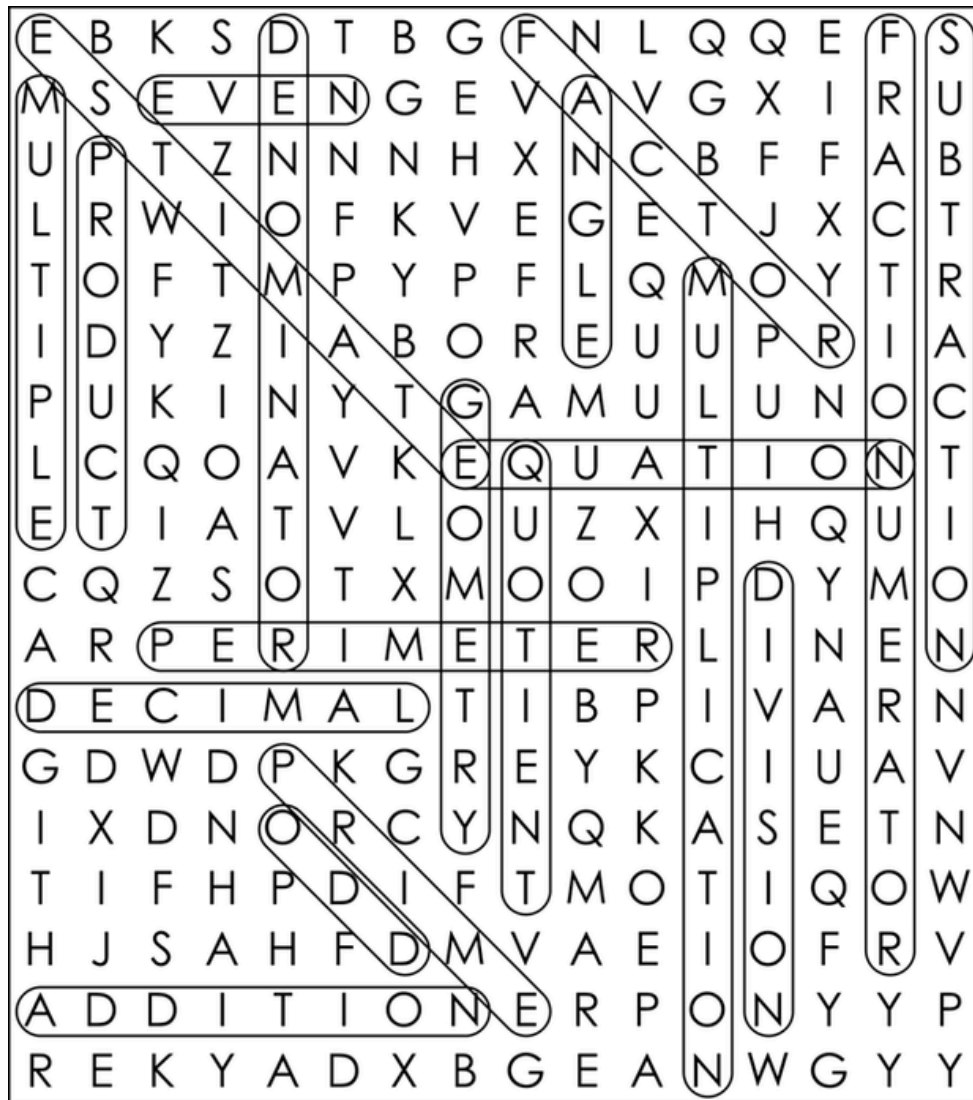 E B K S D T B G F N L Q Q E F S
M S E V E N G E V A V G X I R U
U P T Z N N N H X N C B F F A B
L R W I O F K V E G E T J X C T
T O F T M P Y P F L Q M O Y T R
I D Y Z I A B O R E U U P R I A
P U K I N Y T G A M U L U N O C
L C Q O A V K E Q U A T I O N T
E T I A T V L O U Z X I H Q U I
C Q Z S O T X M O O I P D Y M O
A R P E R I M E T E R L I N E N
D E C I M A L T I B P I V A R N
G D W D P K G R E Y K C I U A V
I X D N O R C Y N Q K A S E T N
T I F H P D I F T M O T I Q O W
H J S A H F D M V A E I O F R V
A D D I T I O N E R P O N Y Y P
R E K Y A D X B G E A N W G Y Y